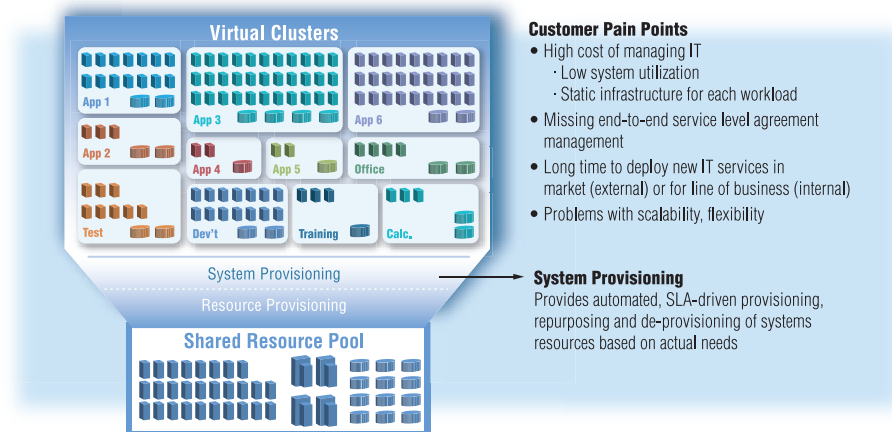 Virtual Clusters
App 1
App 3
App 6
App 2
App 4
App 5
Office
Test
Dev't
Training
Calc.
System Provisioning
Resource Provisioning
Shared Resource Pool
Customer Pain Points
• High cost of managing IT
· Low system utilization
· Static infrastructure for each workload
• Missing end-to-end service level agreement
management
• Long time to deploy new IT services in
market (external) or for line of business (internal)
• Problems with scalability, flexibility
System Provisioning
Provides automated, SLA-driven provisioning,
repurposing and de-provisioning of systems
resources based on actual needs